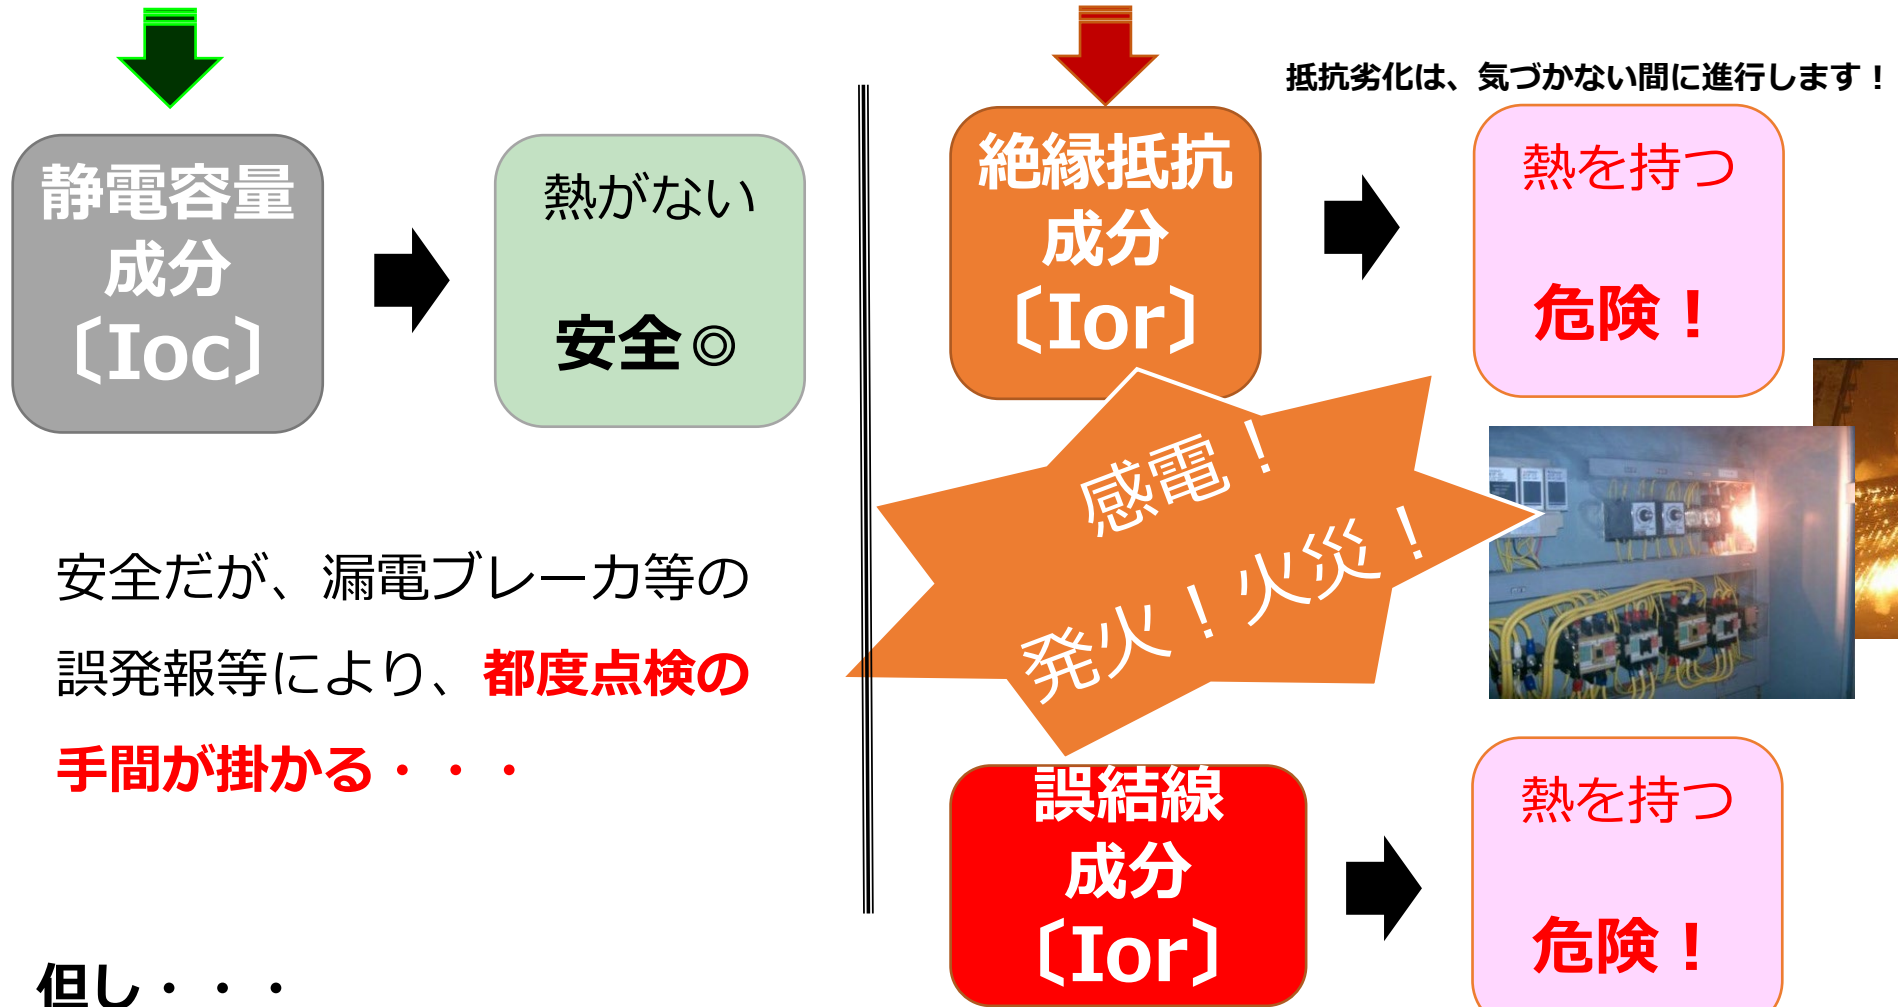 静電容量
成分
〔Ioc〕
熱がない
安全◎
安全だが、漏電ブレーカ等の
誤発報等により、都度点検の
手間が掛かる・・・
但し・・・
抵抗劣化は、気づかない間に進行します！
絶縁抵抗
成分
〔Ior〕
熱を持つ
危険！
感電！
発火！火災！
誤結線
成分
〔Ior〕
熱を持つ
危険！